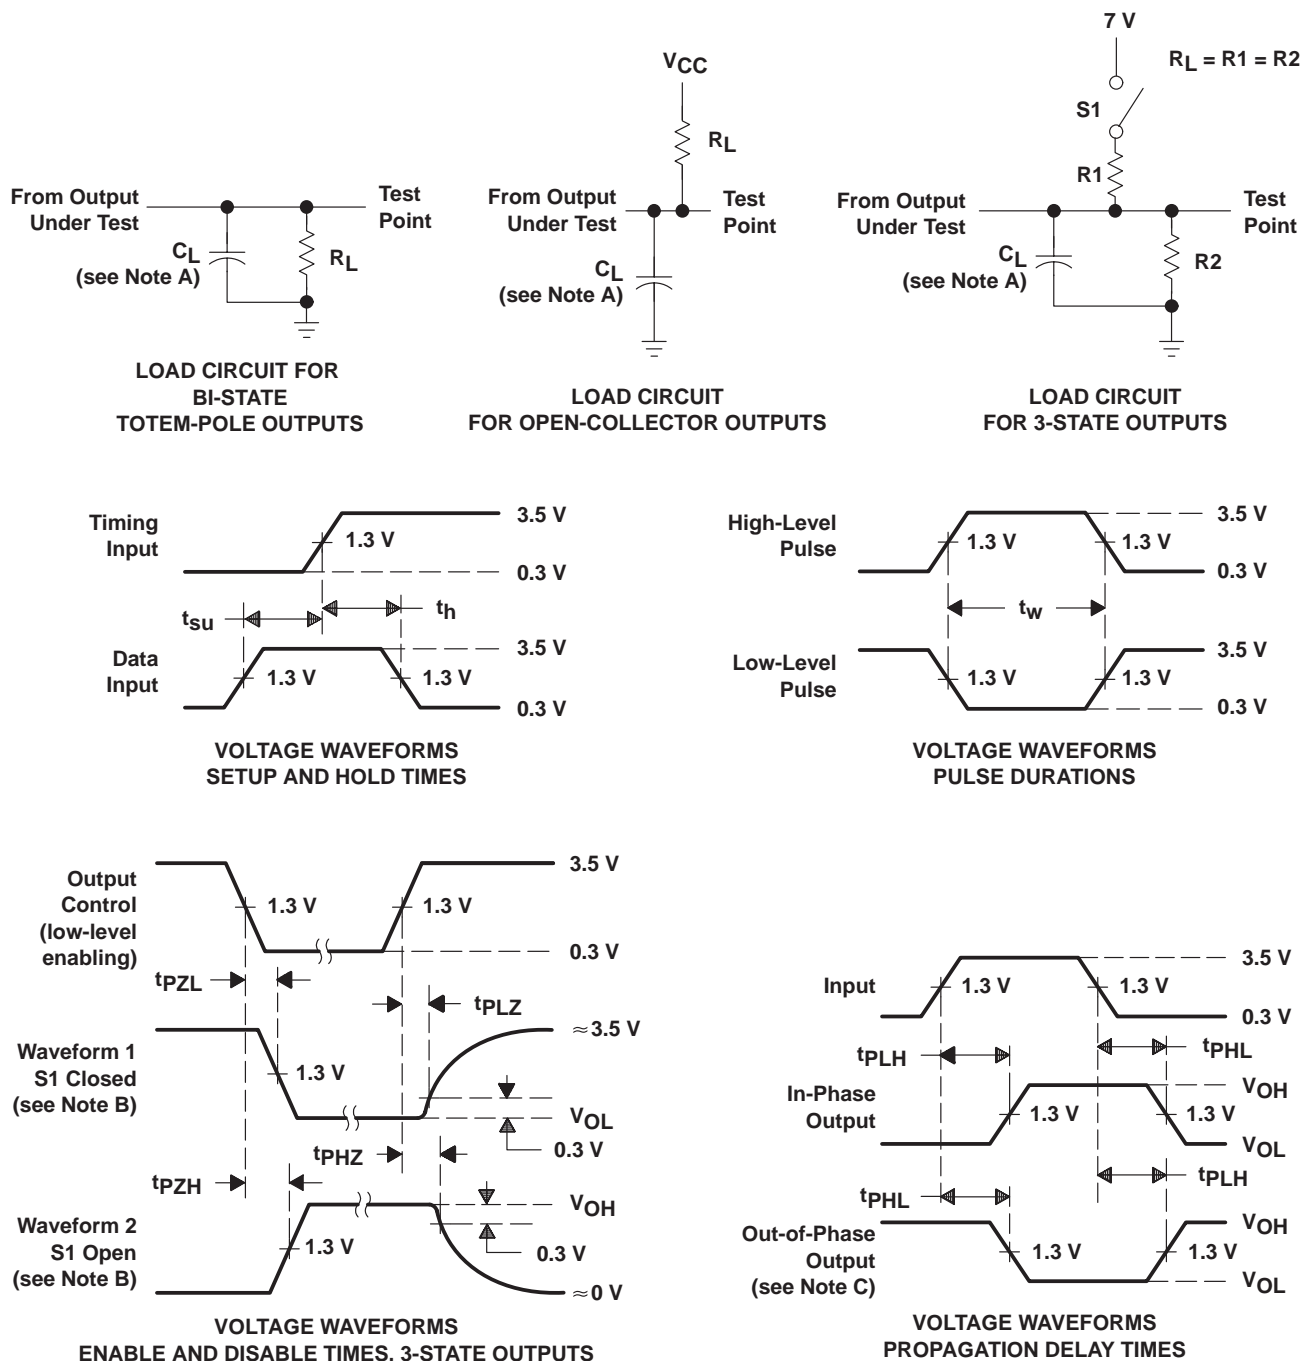 From Output
Under Test
Test
Point
CL
(see Note A)
RL
LOAD CIRCUIT FOR
BI-STATE
TOTEM-POLE OUTPUTS
VCC
RL
From Output
Under Test
Test
Point
CL
(see Note A)
LOAD CIRCUIT
FOR OPEN-COLLECTOR OUTPUTS
7 V
RL = R1 = R2
S1
R1
From Output
Under Test
Test
Point
CL
(see Note A)
R2
LOAD CIRCUIT
FOR 3-STATE OUTPUTS
Timing
Input
1.3 V
3.5 V
0.3 V
tsu
th
Data
Input
1.3 V
1.3 V
3.5 V
0.3 V
VOLTAGE WAVEFORMS
SETUP AND HOLD TIMES
High-Level
Pulse
1.3 V
1.3 V
3.5 V
0.3 V
tw
Low-Level
Pulse
1.3 V
1.3 V
3.5 V
0.3 V
VOLTAGE WAVEFORMS
PULSE DURATIONS
Output
Control
(low-level
enabling)
1.3 V
1.3 V
3.5 V
0.3 V
tPZL
tPLZ
Waveform 1
S1 Closed
(see Note B)
1.3 V
≈3.5 V
VOL
0.3 V
tPHZ
tPZH
Waveform 2
S1 Open
(see Note B)
1.3 V
VOH
0.3 V
≈0 V
VOLTAGE WAVEFORMS
ENABLE AND DISABLE TIMES, 3-STATE OUTPUTS
Input
1.3 V
1.3 V
3.5 V
0.3 V
tPLH
tPHL
In-Phase
Output
1.3 V
1.3 V
VOH
VOL
tPHL
tPLH
Out-of-Phase
Output
(see Note C)
1.3 V
1.3 V
VOH
VOL
VOLTAGE WAVEFORMS
PROPAGATION DELAY TIMES